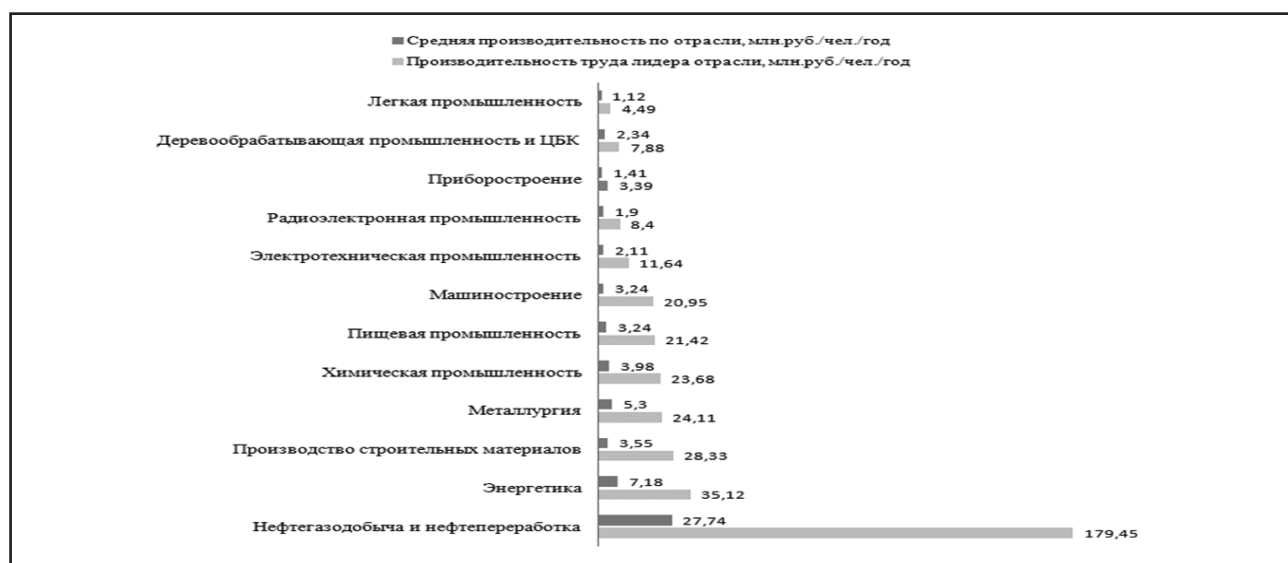 Средняя производительность по отрасли, млн.руб./чел./год
Производительность труда лидера отрасли, млн.руб./чел./год
Легкая промышленность
1,12
4,49
Деревообрабатывающая промышленность и ЦБК
2,34
7,88
Приборостроение
1,41
3,39
Радиоэлектронная промышленность
1,9
8,4
Электротехническая промышленность
2,11
11,64
Машиностроение
3,24
20,95
Пищевая промышленность
3,24
21,42
Химическая промышленность
3,98
23,68
Металлургия
5,3
24,11
Производство строительных материалов
3,55
28,33
Энергетика
7,18
35,12
Нефтегазодобыча и нефтепереработка
27,74
179,45